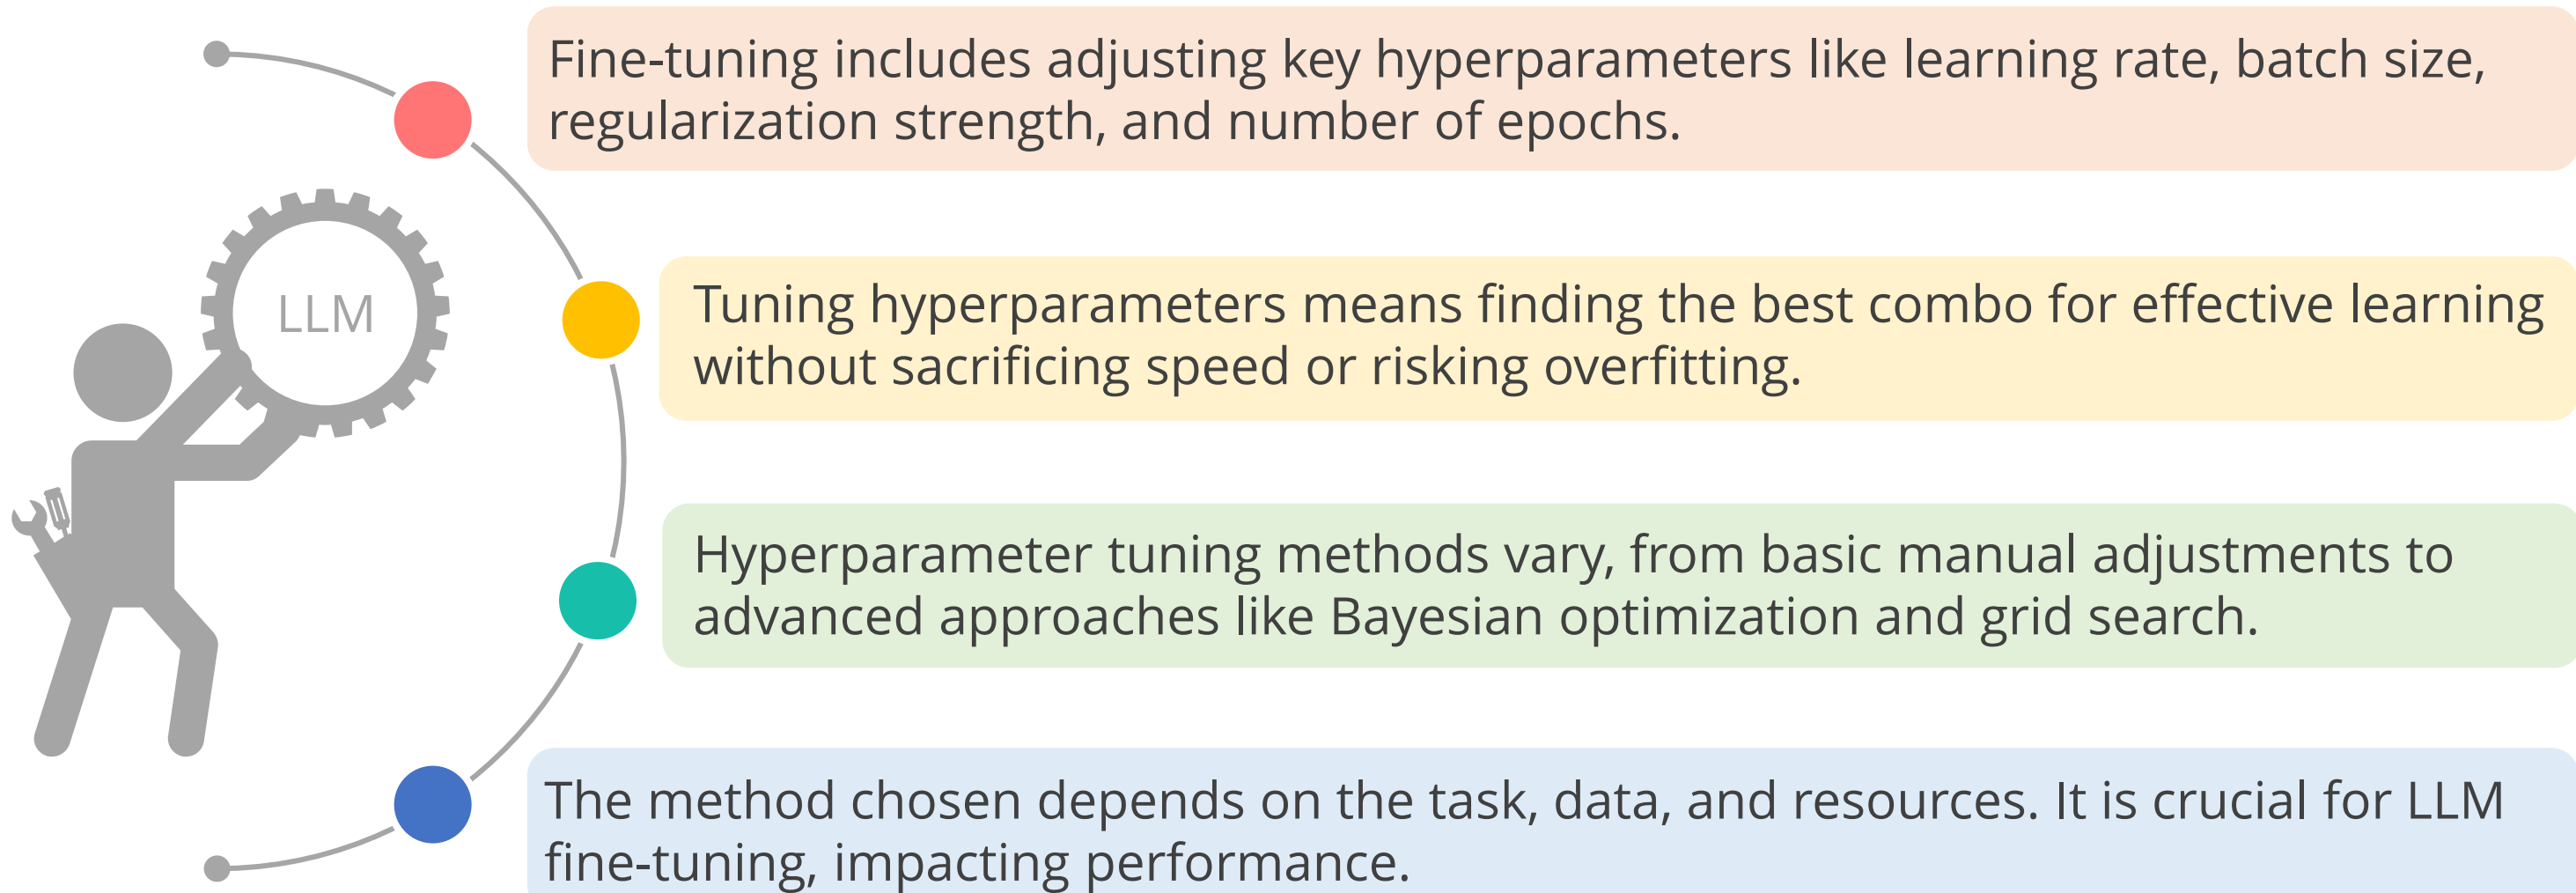 Fine-tuning includes adjusting key hyperparameters like learning rate, batch size,
regularization strength, and number of epochs.
LLM
Tuning hyperparameters means finding the best combo for effective learning
without sacrificing speed or risking overfitting.
Hyperparameter tuning methods vary, from basic manual adjustments to
advanced approaches like Bayesian optimization and grid search.
The method chosen depends on the task, data, and resources. It is crucial for LLM
fine-tuning, impacting performance.